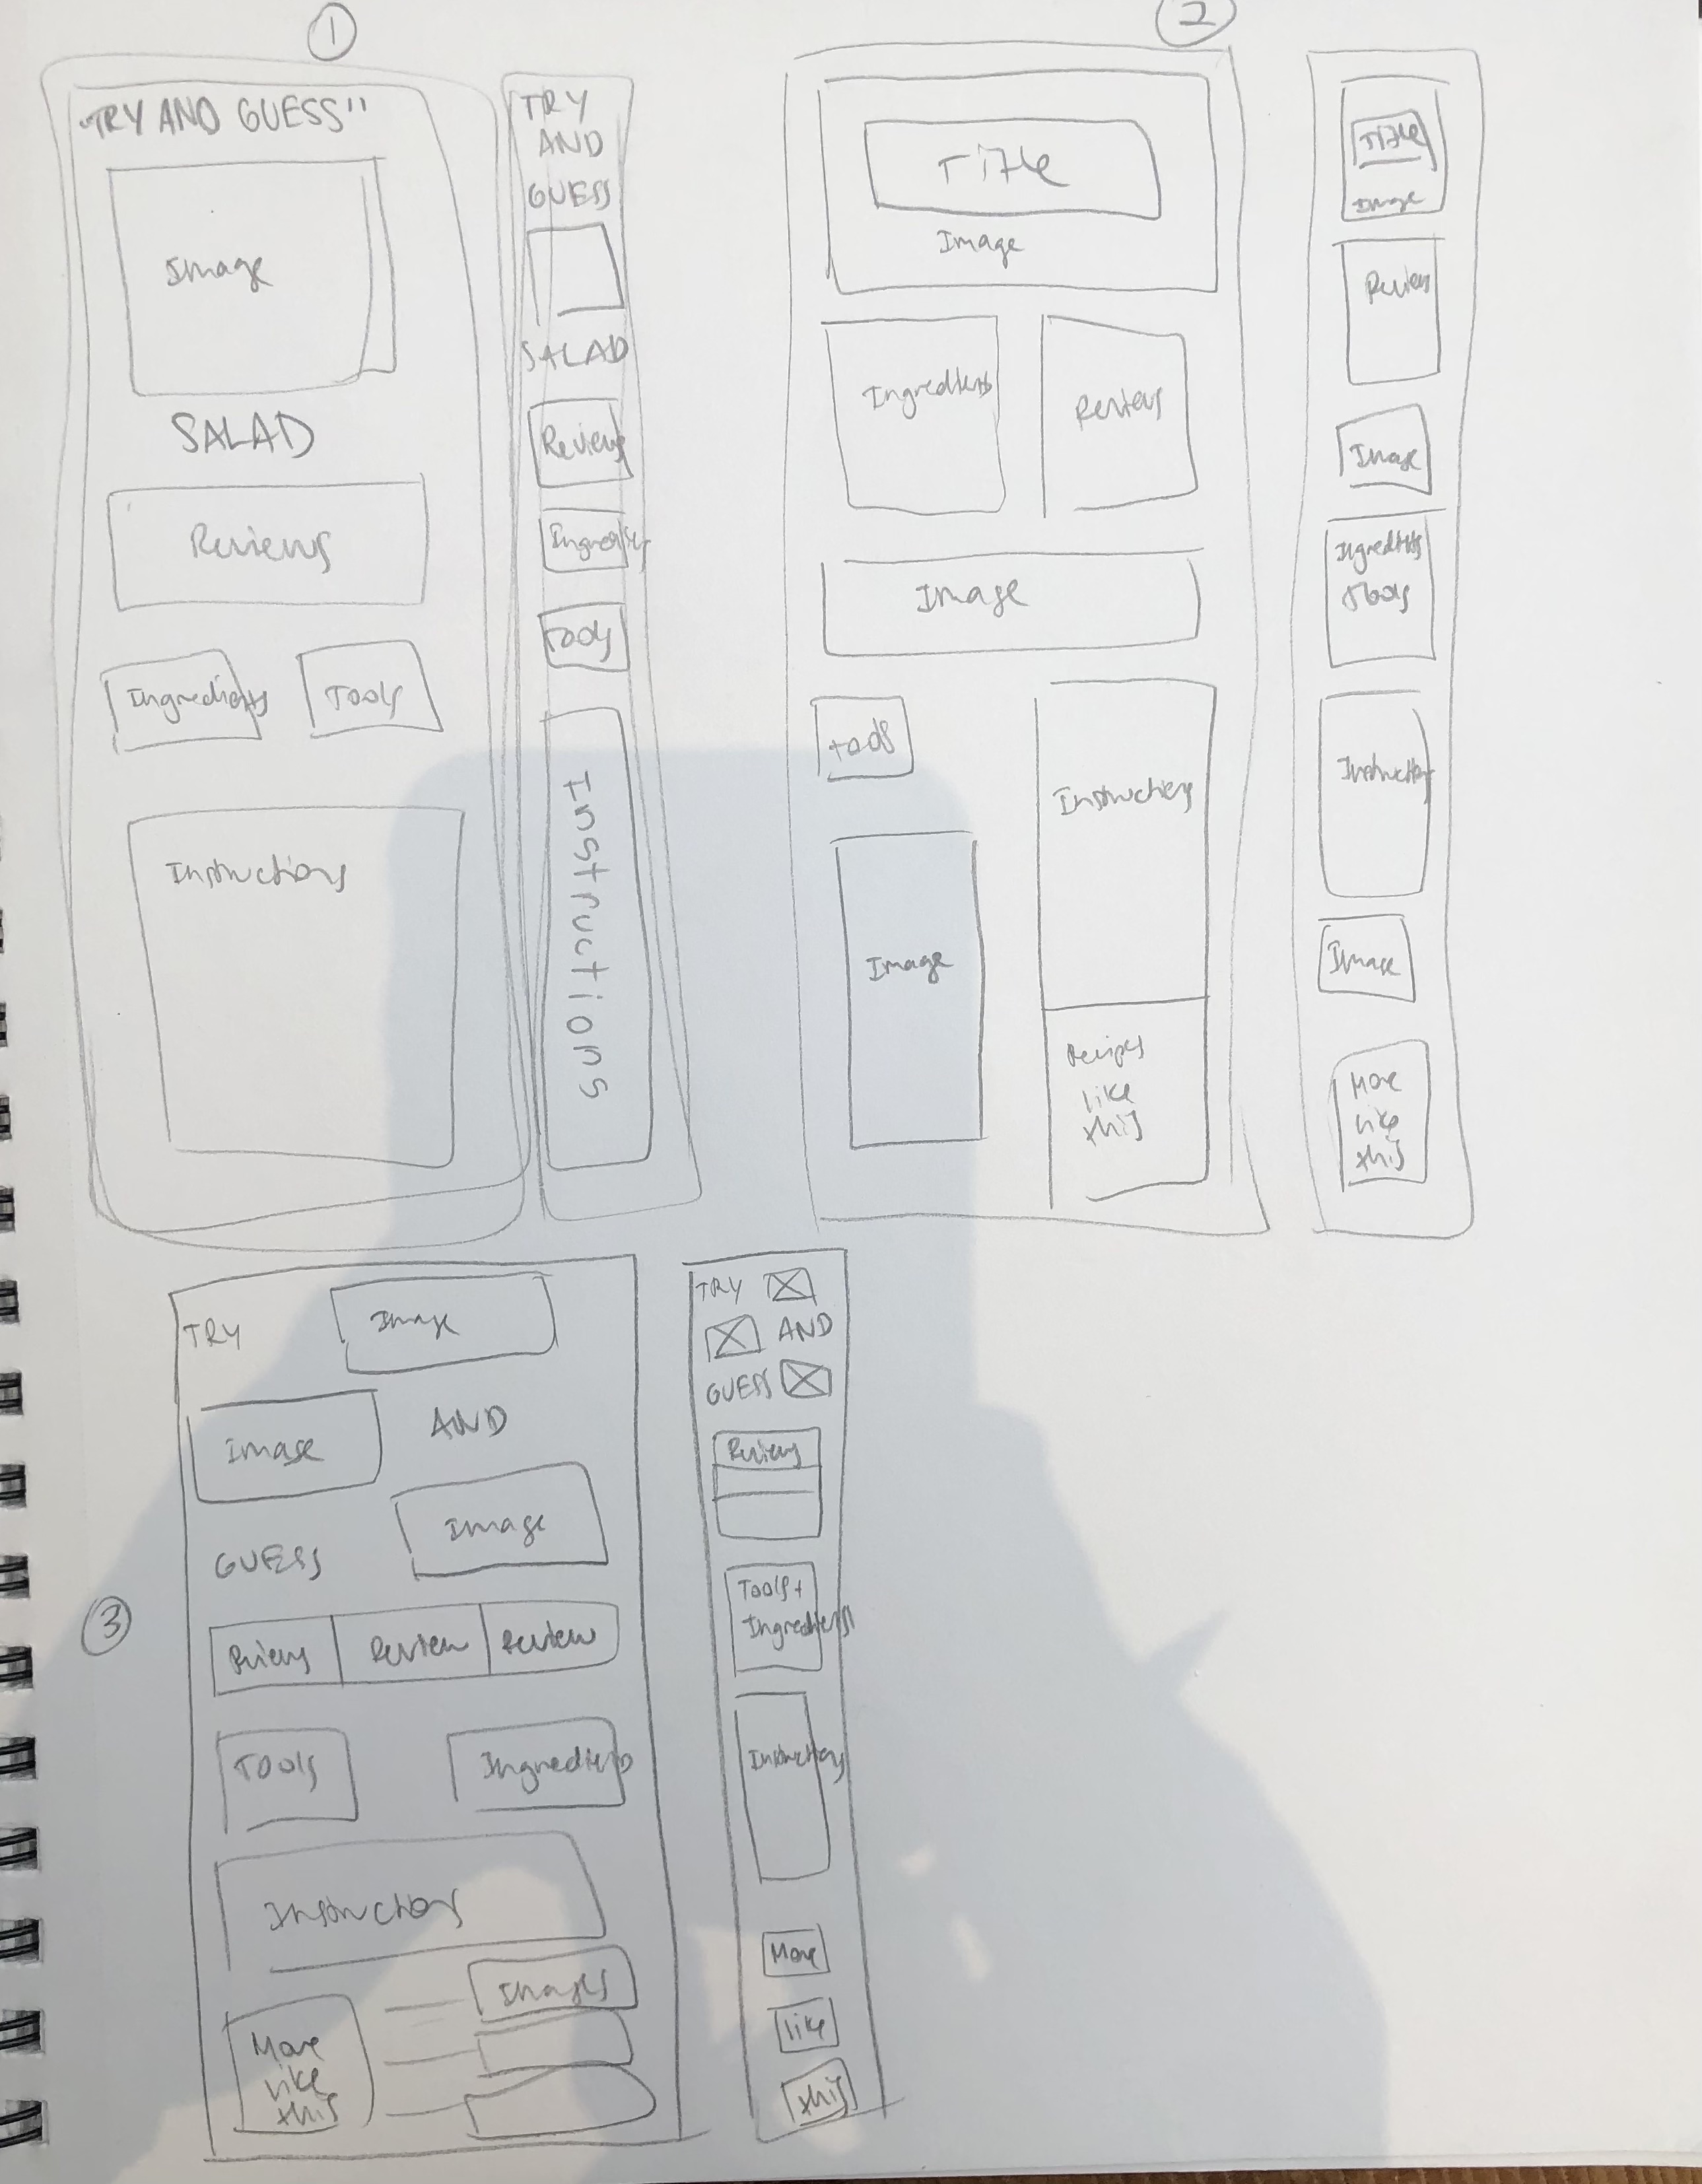 1
"TRY AND GUESS"
Image
SALAD
Reviews
Ingredients
Tools
Instructions
TRY
AND
GUESS
SALAD
Reviews
Ingredients
Tools
Instructions
2
Title
Image
Ingredients
Reviews
Image
tools
Instructions
Image
Recipes
like
this
Title
Image
Reviews
Image
Ingredients
+ tools
Instructions
Image
More
like
this
3
TRY
Image
Image
AND
Image
GUESS
Reviews
Review
Review
TOOLS
Ingredients
Instructions
Images
More
like
this
TRY
AND
GUESS
Reviews
Tools +
Ingredients
Instructions
More
like
this